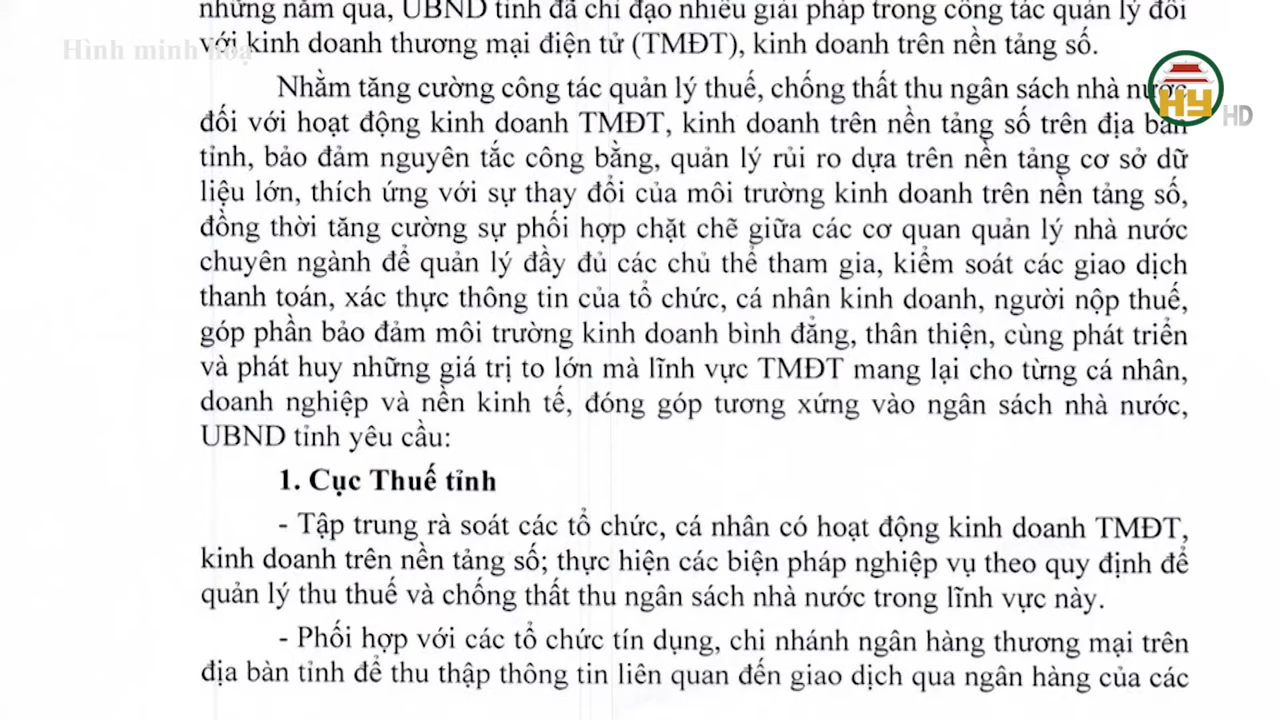 những năm qua, UBND tỉnh đã chỉ đạo nhiều giải pháp trong công tác quản lý đối
với kinh doanh thương mại điện tử (TMĐT), kinh doanh trên nền tảng số.
Hình minh hoạ
Nhằm tăng cường công tác quản lý thuế, chống thất thu ngân sách nhà nước
đối với hoạt động kinh doanh TMĐT, kinh doanh trên nền tảng số trên địa bàn
HY HD
tỉnh, bảo đảm nguyên tắc công bằng, quản lý rủi ro dựa trên nền tảng cơ sở dữ
liệu lớn, thích ứng với sự thay đổi của môi trường kinh doanh trên nền tảng số,
đồng thời tăng cường sự phối hợp chặt chẽ giữa các cơ quan quản lý nhà nước
chuyên ngành để quản lý đầy đủ các chủ thể tham gia, kiểm soát các giao dịch
thanh toán, xác thực thông tin của tổ chức, cá nhân kinh doanh, người nộp thuế,
góp phần bảo đảm môi trường kinh doanh bình đẳng, thân thiện, cùng phát triển
và phát huy những giá trị to lớn mà lĩnh vực TMĐT mang lại cho từng cá nhân,
doanh nghiệp và nền kinh tế, đóng góp tương xứng vào ngân sách nhà nước,
UBND tỉnh yêu cầu:
1. Cục Thuế tỉnh
- Tập trung rà soát các tổ chức, cá nhân có hoạt động kinh doanh TMĐT,
kinh doanh trên nền tảng số; thực hiện các biện pháp nghiệp vụ theo quy định để
quản lý thu thuế và chống thất thu ngân sách nhà nước trong lĩnh vực này.
- Phối hợp với các tổ chức tín dụng, chi nhánh ngân hàng thương mại trên
địa bàn tỉnh để thu thập thông tin liên quan đến giao dịch qua ngân hàng của các